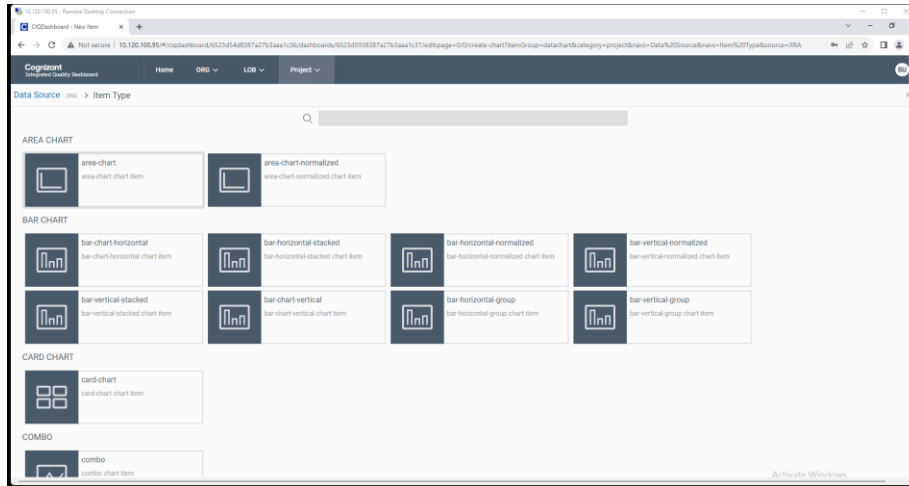 10.120.100.95 - Remote Desktop Connection
CIQDashboard - New Item
Not secure | 10.120.100.95/#/ciqdashboard/6523d54d8387a27b3aaa1c36/dashboards/6523d5938387a27b3aaa1c37/edit;page=0/0/create-chart?itemGroup=datachart&category=project&navs=Data%20Source&navs=Item%20Type&source=JIRA
Cognizant
Integrated Quality Dashboard
Home ORG LOB Project SU
Data Source JIRA > Item Type
AREA CHART
area-chart area-chart-normalized
area-chart chart item area-chart-normalized chart item
BAR CHART
bar-chart-horizontal bar-horizontal-stacked bar-horizontal-normalized bar-vertical-normalized
bar-chart-horizontal chart item bar-horizontal-stacked chart item bar-horizontal-normalized chart item bar-vertical-normalized chart item
bar-vertical-stacked bar-chart-vertical bar-horizontal-group bar-vertical-group
bar-vertical-stacked chart item bar-chart-vertical chart item bar-horizontal-group chart item bar-vertical-group chart item
CARD CHART
card-chart
card-chart chart item
COMBO
combo
combo chart item
Activate Windows